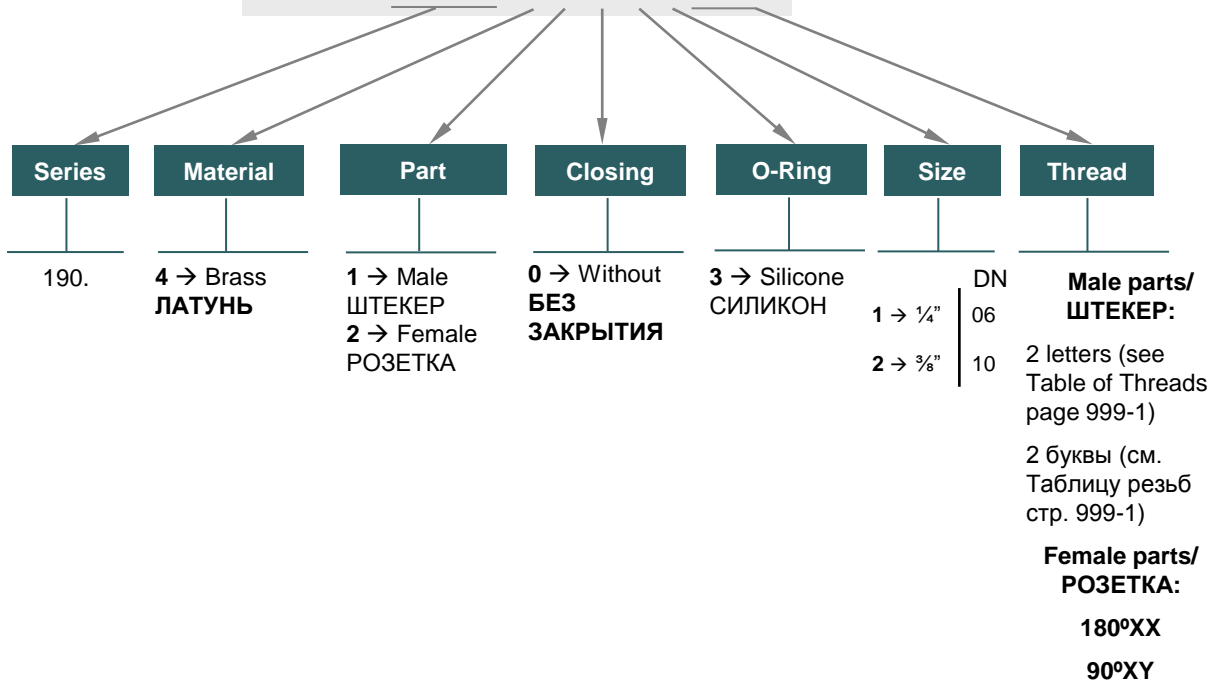 Series
Material
Part
Closing
O-Ring
Size
Thread
190.
4 → Brass
ЛАТУНЬ
1 → Male
ШТЕКЕР
2 → Female
РОЗЕТКА
0 → Without
БЕЗ
ЗАКРЫТИЯ
3 → Silicone
СИЛИКОН
DN
1 → ¼” 06
2 → ⅜” 10
Male parts/
ШТЕКЕР:
2 letters (see
Table of Threads
page 999-1)
2 буквы (см.
Таблицу резьб
стр. 999-1)
Female parts/
РОЗЕТКА:
180ºXX
90ºXY